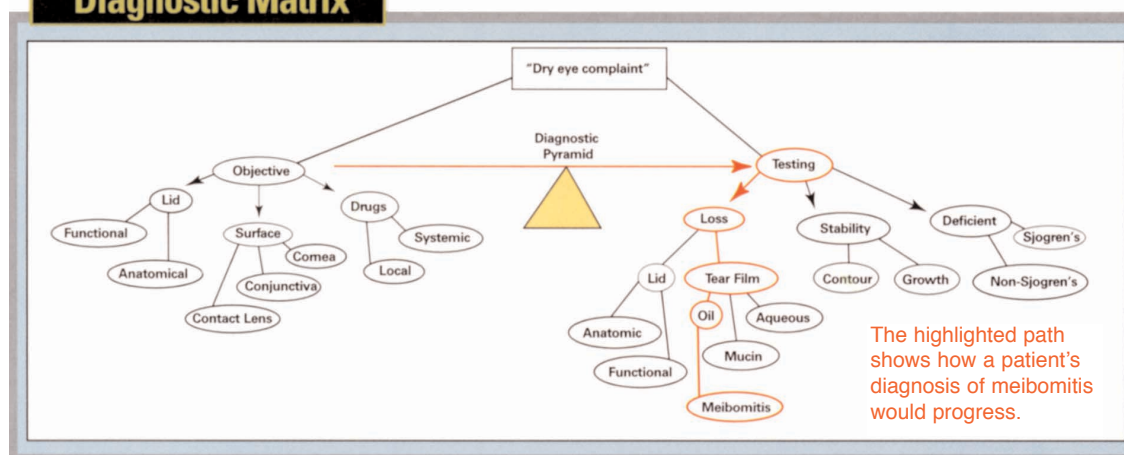 Diagnostic Matrix
"Dry eye complaint"
Diagnostic
Pyramid
Objective
Testing
Lid
Drugs
Loss
Stability
Deficient
Functional
Surface
Systemic
Sjogren's
Anatomical
Comea
Local
Lid
Tear Film
Contour
Growth
Non-Sjogren's
Conjunctiva
Contact Lens
Oil
Aqueous
Anatomic
Mucin
Functional
Meibomitis
The highlighted path
shows how a patient's
diagnosis of meibomitis
would progress.